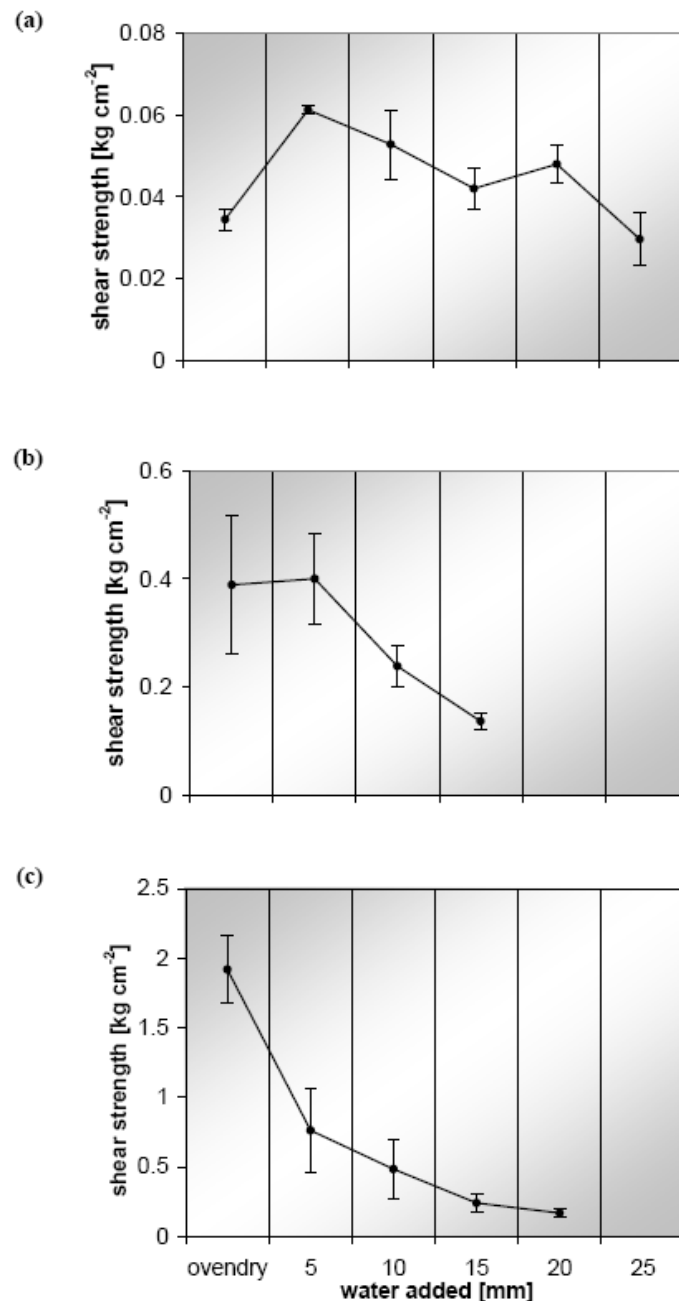 (a)
shear strength [kg cm-2]
0.08
0.06
0.04
0.02
0
(b)
shear strength [kg cm-2]
0.6
0.4
0.2
0
(c)
shear strength [kg cm-2]
2.5
2
1.5
1
0.5
0
ovendry 5 10 15 20 25
water added [mm]